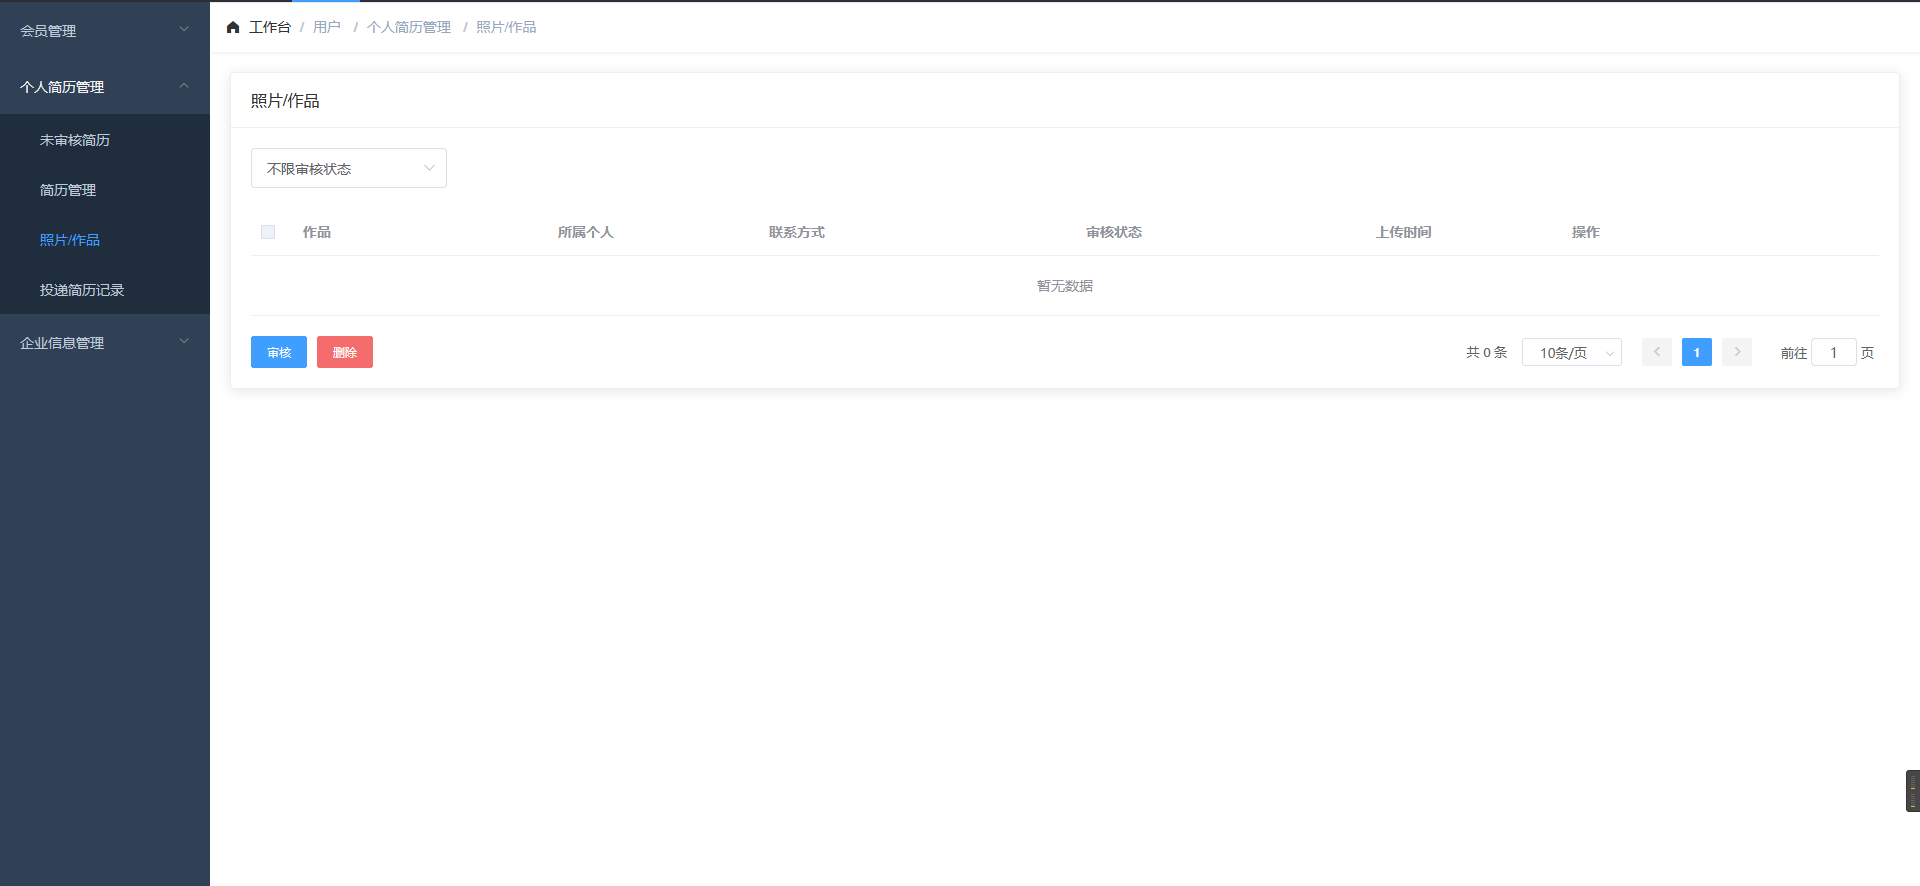 会员管理
个人简历管理
未审核简历
简历管理
照片/作品
投递简历记录
企业信息管理
工作台 / 用户 / 个人简历管理 / 照片/作品
照片/作品
不限审核状态
作品 所属个人 联系方式 审核状态 上传时间 操作
暂无数据
审核 删除 共 0 条 10条/页 1 前往 1 页